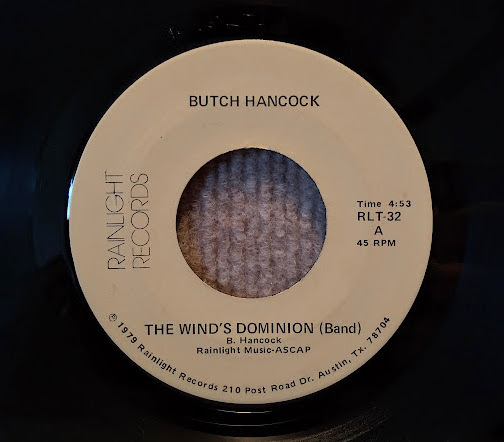 BUTCH HANCOCK
RAINLIGHT
RECORDS
Time 4:53
RLT-32
A
45 RPM
THE WIND'S DOMINION (Band)
B. Hancock
Rainlight Music-ASCAP
℗ 1979 Rainlight Records 210 Post Road Dr. Austin, Tx. 78704